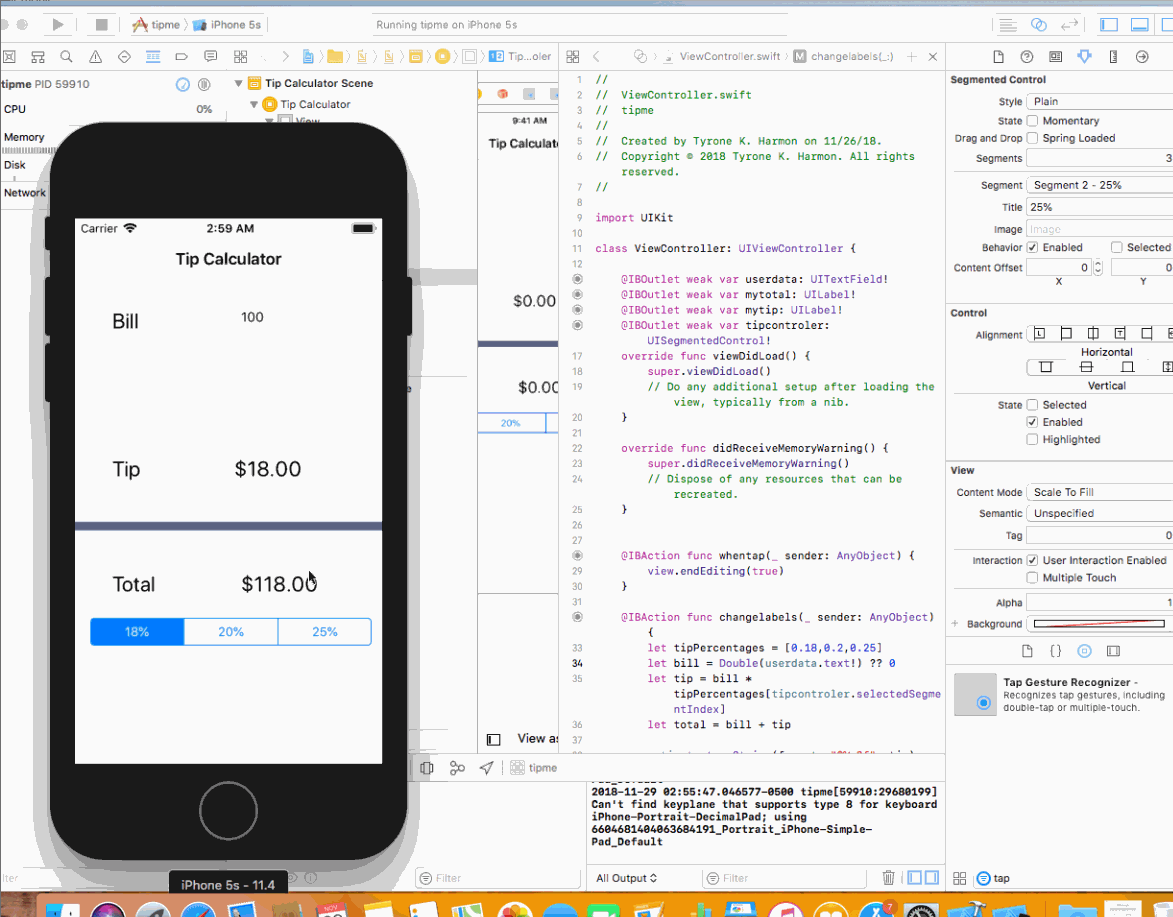 tipme
iPhone 5s
Running tipme on iPhone 5s
Tip...oler
ViewController.swift
changelabels(_:)
tipme PID 59910
CPU
0%
Memory
Disk
Network
Tip Calculator Scene
Tip Calculator
View
Carrier
2:59 AM
Tip Calculator
Bill
100
Tip
$18.00
Total
$118.00
18%
20%
25%
iPhone 5s - 11.4
9:41 AM
Tip Calculat
$0.00
$0.00
20%
View as
tipme
1 //
2 // ViewController.swift
3 // tipme
4 //
5 // Created by Tyrone K. Harmon on 11/26/18.
6 // Copyright © 2018 Tyrone K. Harmon. All rights
reserved.
7 //
8
9 import UIKit
10
11 class ViewController: UIViewController {
12
@IBOutlet weak var userdata: UITextField!
@IBOutlet weak var mytotal: UILabel!
@IBOutlet weak var mytip: UILabel!
@IBOutlet weak var tipcontroler:
UISegmentedControl!
17 override func viewDidLoad() {
18 super.viewDidLoad()
19 // Do any additional setup after loading the
view, typically from a nib.
20 }
21
22 override func didReceiveMemoryWarning() {
23 super.didReceiveMemoryWarning()
24 // Dispose of any resources that can be
recreated.
25 }
26
27
@IBAction func whentap(_ sender: AnyObject) {
29 view.endEditing(true)
30 }
31
@IBAction func changelabels(_ sender: AnyObject)
{
33 let tipPercentages = [0.18,0.2,0.25]
34 let bill = Double(userdata.text!) ?? 0
35 let tip = bill *
tipPercentages[tipcontroler.selectedSegme
ntIndex]
36 let total = bill + tip
37
2018-11-29 02:55:47.046577-0500 tipme[59910:29680199]
Can't find keyplane that supports type 8 for keyboard
iPhone-Portrait-DecimalPad; using
6604681404063684191_Portrait_iPhone-Simple-
Pad_Default
Filter
All Output
Filter
Segmented Control
Style Plain
State Momentary
Drag and Drop Spring Loaded
Segments 3
Segment Segment 2 - 25%
Title 25%
Image Image
Behavior Enabled Selected
Content Offset 0 0
X Y
Control
Alignment
Horizontal
Vertical
State Selected
Enabled
Highlighted
View
Content Mode Scale To Fill
Semantic Unspecified
Tag 0
Interaction User Interaction Enabled
Multiple Touch
Alpha 1
Background
Tap Gesture Recognizer -
Recognizes tap gestures, including
double-tap or multiple-touch.
tap
NOV
7